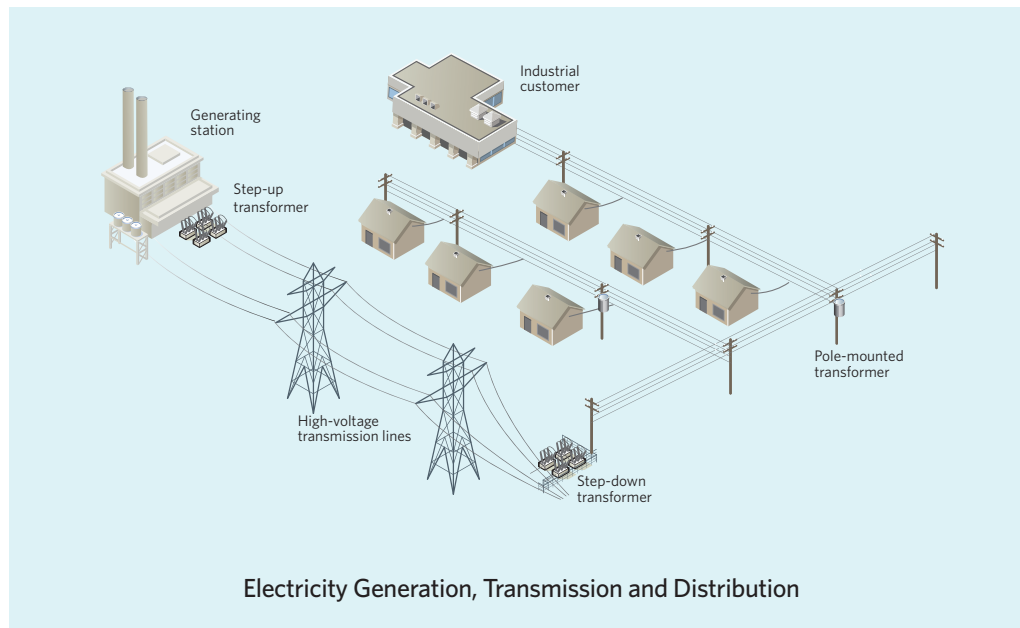 Industrial
customer
Generating
station
Step-up
transformer
Pole-mounted
transformer
High-voltage
transmission lines
Step-down
transformer
Electricity Generation, Transmission and Distribution